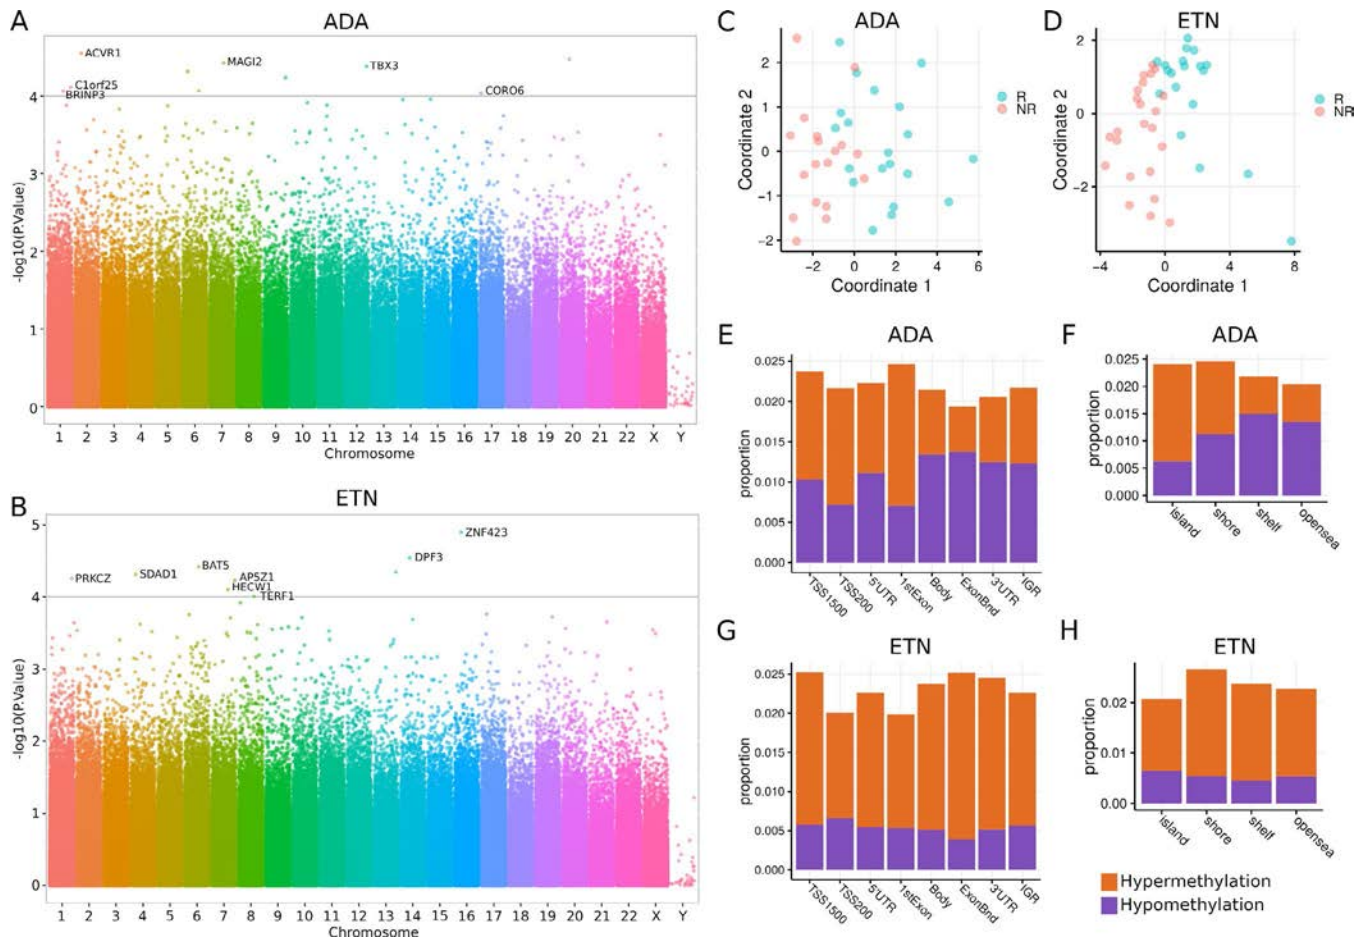 A
ADA
ACVR1
C1orf25
BRINP3
MAGI2
TBX3
CORO6
-log10(P.Value)
4
3
2
1
0
1 2 3 4 5 6 7 8 9 10 11 12 13 14 15 16 17 18 19 20 21 22 X Y
Chromosome
B
ETN
ZNF423
DPF3
BAT5
SDAD1
PRKCZ
AP5Z1
HECW1
TERF1
-log10(P.Value)
5
4
3
2
1
0
1 2 3 4 5 6 7 8 9 10 11 12 13 14 15 16 17 18 19 20 21 22 X Y
Chromosome
C
ADA
Coordinate 2
2
1
0
−1
−2
−2 0 2 4 6
Coordinate 1
R
NR
D
ETN
Coordinate 2
2
0
−2
−4 0 4 8
Coordinate 1
R
NR
E
ADA
proportion
0.025
0.020
0.015
0.010
0.005
0.000
TSS1500 TSS200 5'UTR 1stExon Body ExonBnd 3'UTR IGR
F
ADA
proportion
0.025
0.020
0.015
0.010
0.005
0.000
island shore shelf opensea
G
ETN
proportion
0.025
0.020
0.015
0.010
0.005
0.000
TSS1500 TSS200 5'UTR 1stExon Body ExonBnd 3'UTR IGR
H
ETN
proportion
0.02
0.01
0.00
island shore shelf opensea
Hypermethylation
Hypomethylation